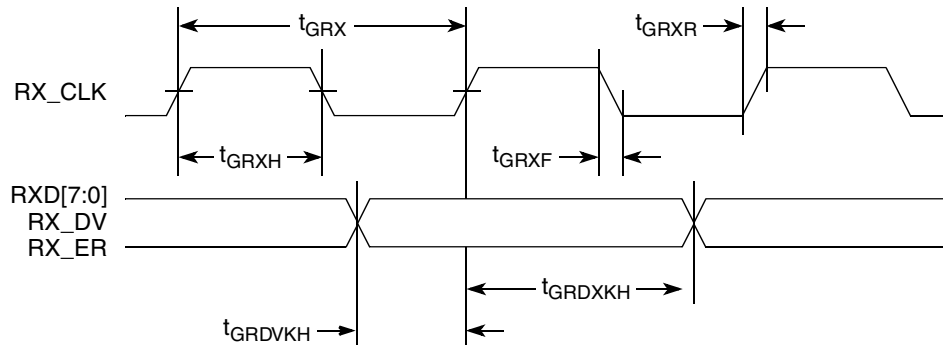 tGRX
tGRXR
RX_CLK
tGRXH
tGRXF
RXD[7:0]
RX_DV
RX_ER
tGRDXKH
tGRDVKH